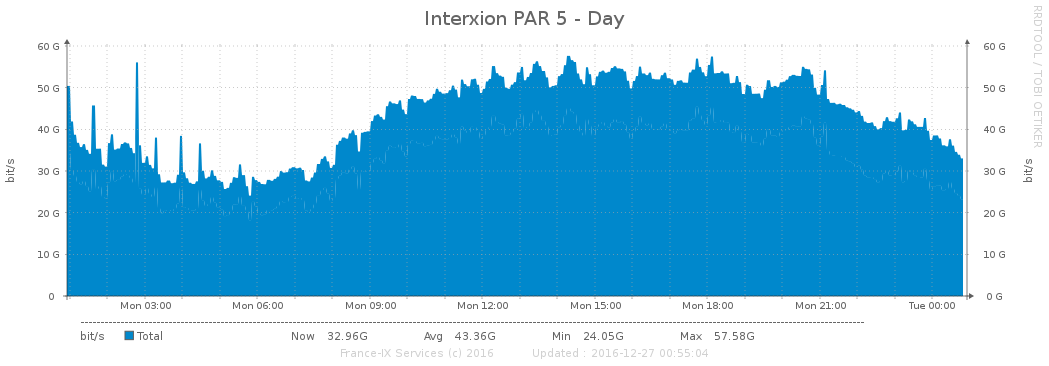 Interxion PAR 5 - Day
RRDTOOL / TOBI OETIKER
60 G 60 G
50 G 50 G
40 G 40 G
30 G 30 G
20 G 20 G
10 G 10 G
0 0 G
bit/s bit/s
Mon 03:00 Mon 06:00 Mon 09:00 Mon 12:00 Mon 15:00 Mon 18:00 Mon 21:00 Tue 00:00
bit/s Total Now 32.96G Avg 43.36G Min 24.05G Max 57.58G
France-IX Services (c) 2016 Updated : 2016-12-27 00:55:04